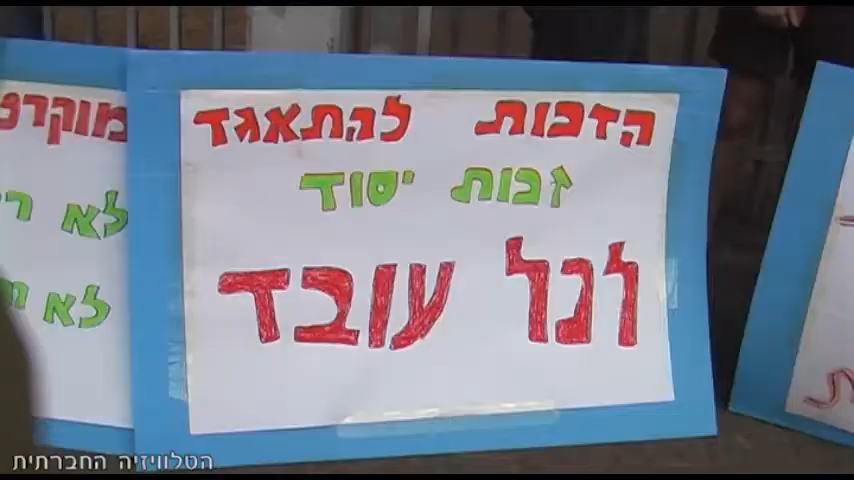 הזכות להתאגד
זכות יסוד
לכל עובד
לא
לא
הטלוויזיה החברתית